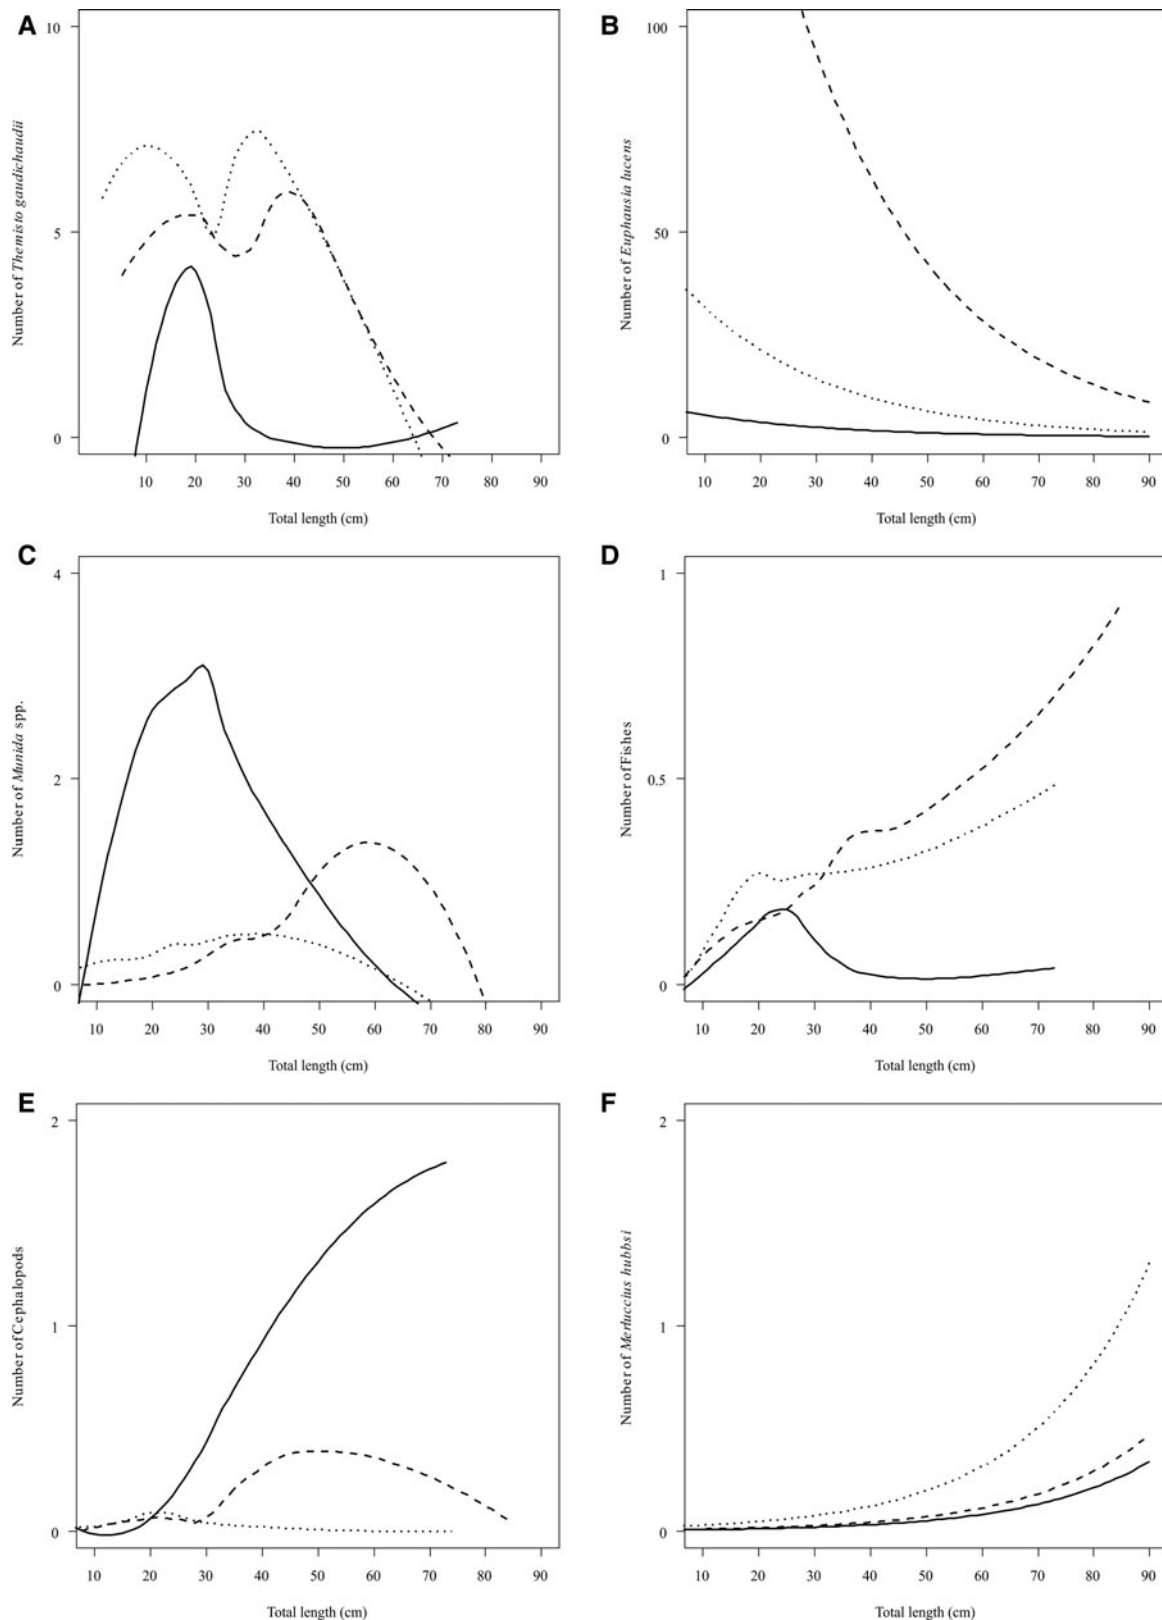 A
10
5
0
Number of Themisto gaudichaudii
10 20 30 40 50 60 70 80 90
Total length (cm)
B
100
50
0
Number of Euphausia lucens
10 20 30 40 50 60 70 80 90
Total length (cm)
C
4
2
0
Number of Munida spp.
10 20 30 40 50 60 70 80 90
Total length (cm)
D
1
0.5
0
Number of Fishes
10 20 30 40 50 60 70 80 90
Total length (cm)
E
2
1
0
Number of Cephalopods
10 20 30 40 50 60 70 80 90
Total length (cm)
F
2
1
0
Number of Merluccius hubbsi
10 20 30 40 50 60 70 80 90
Total length (cm)